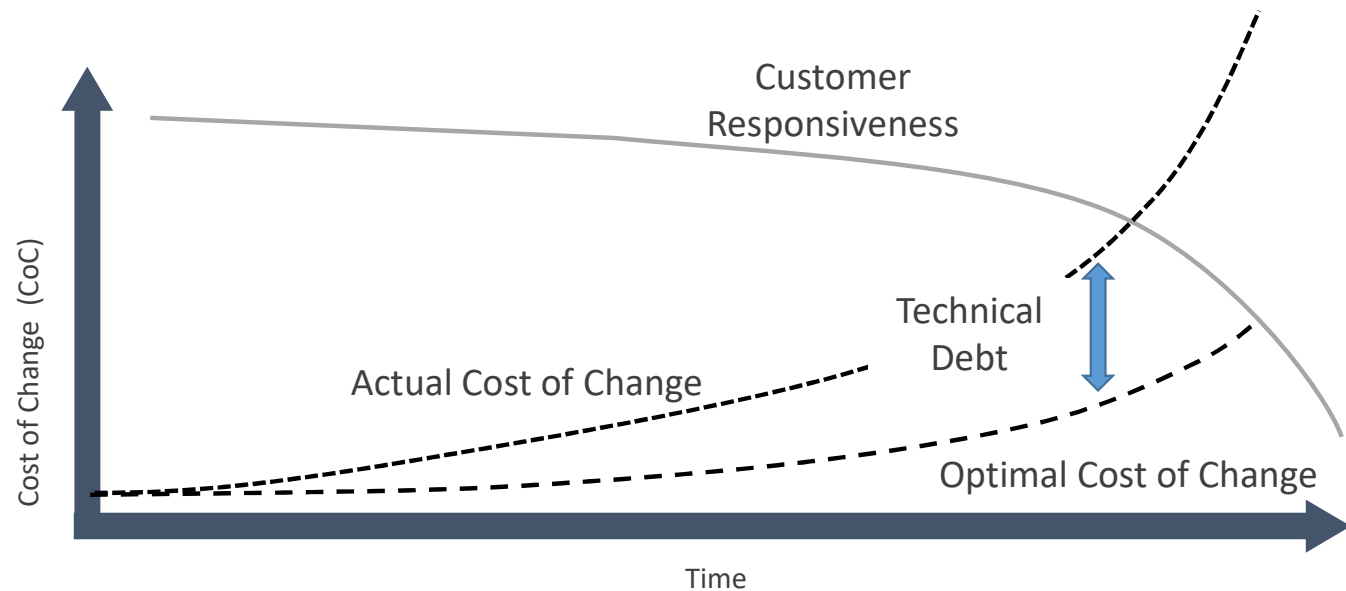 Customer
Responsiveness
Technical
Debt
Actual Cost of Change
Optimal Cost of Change
Cost of Change (CoC)
Time